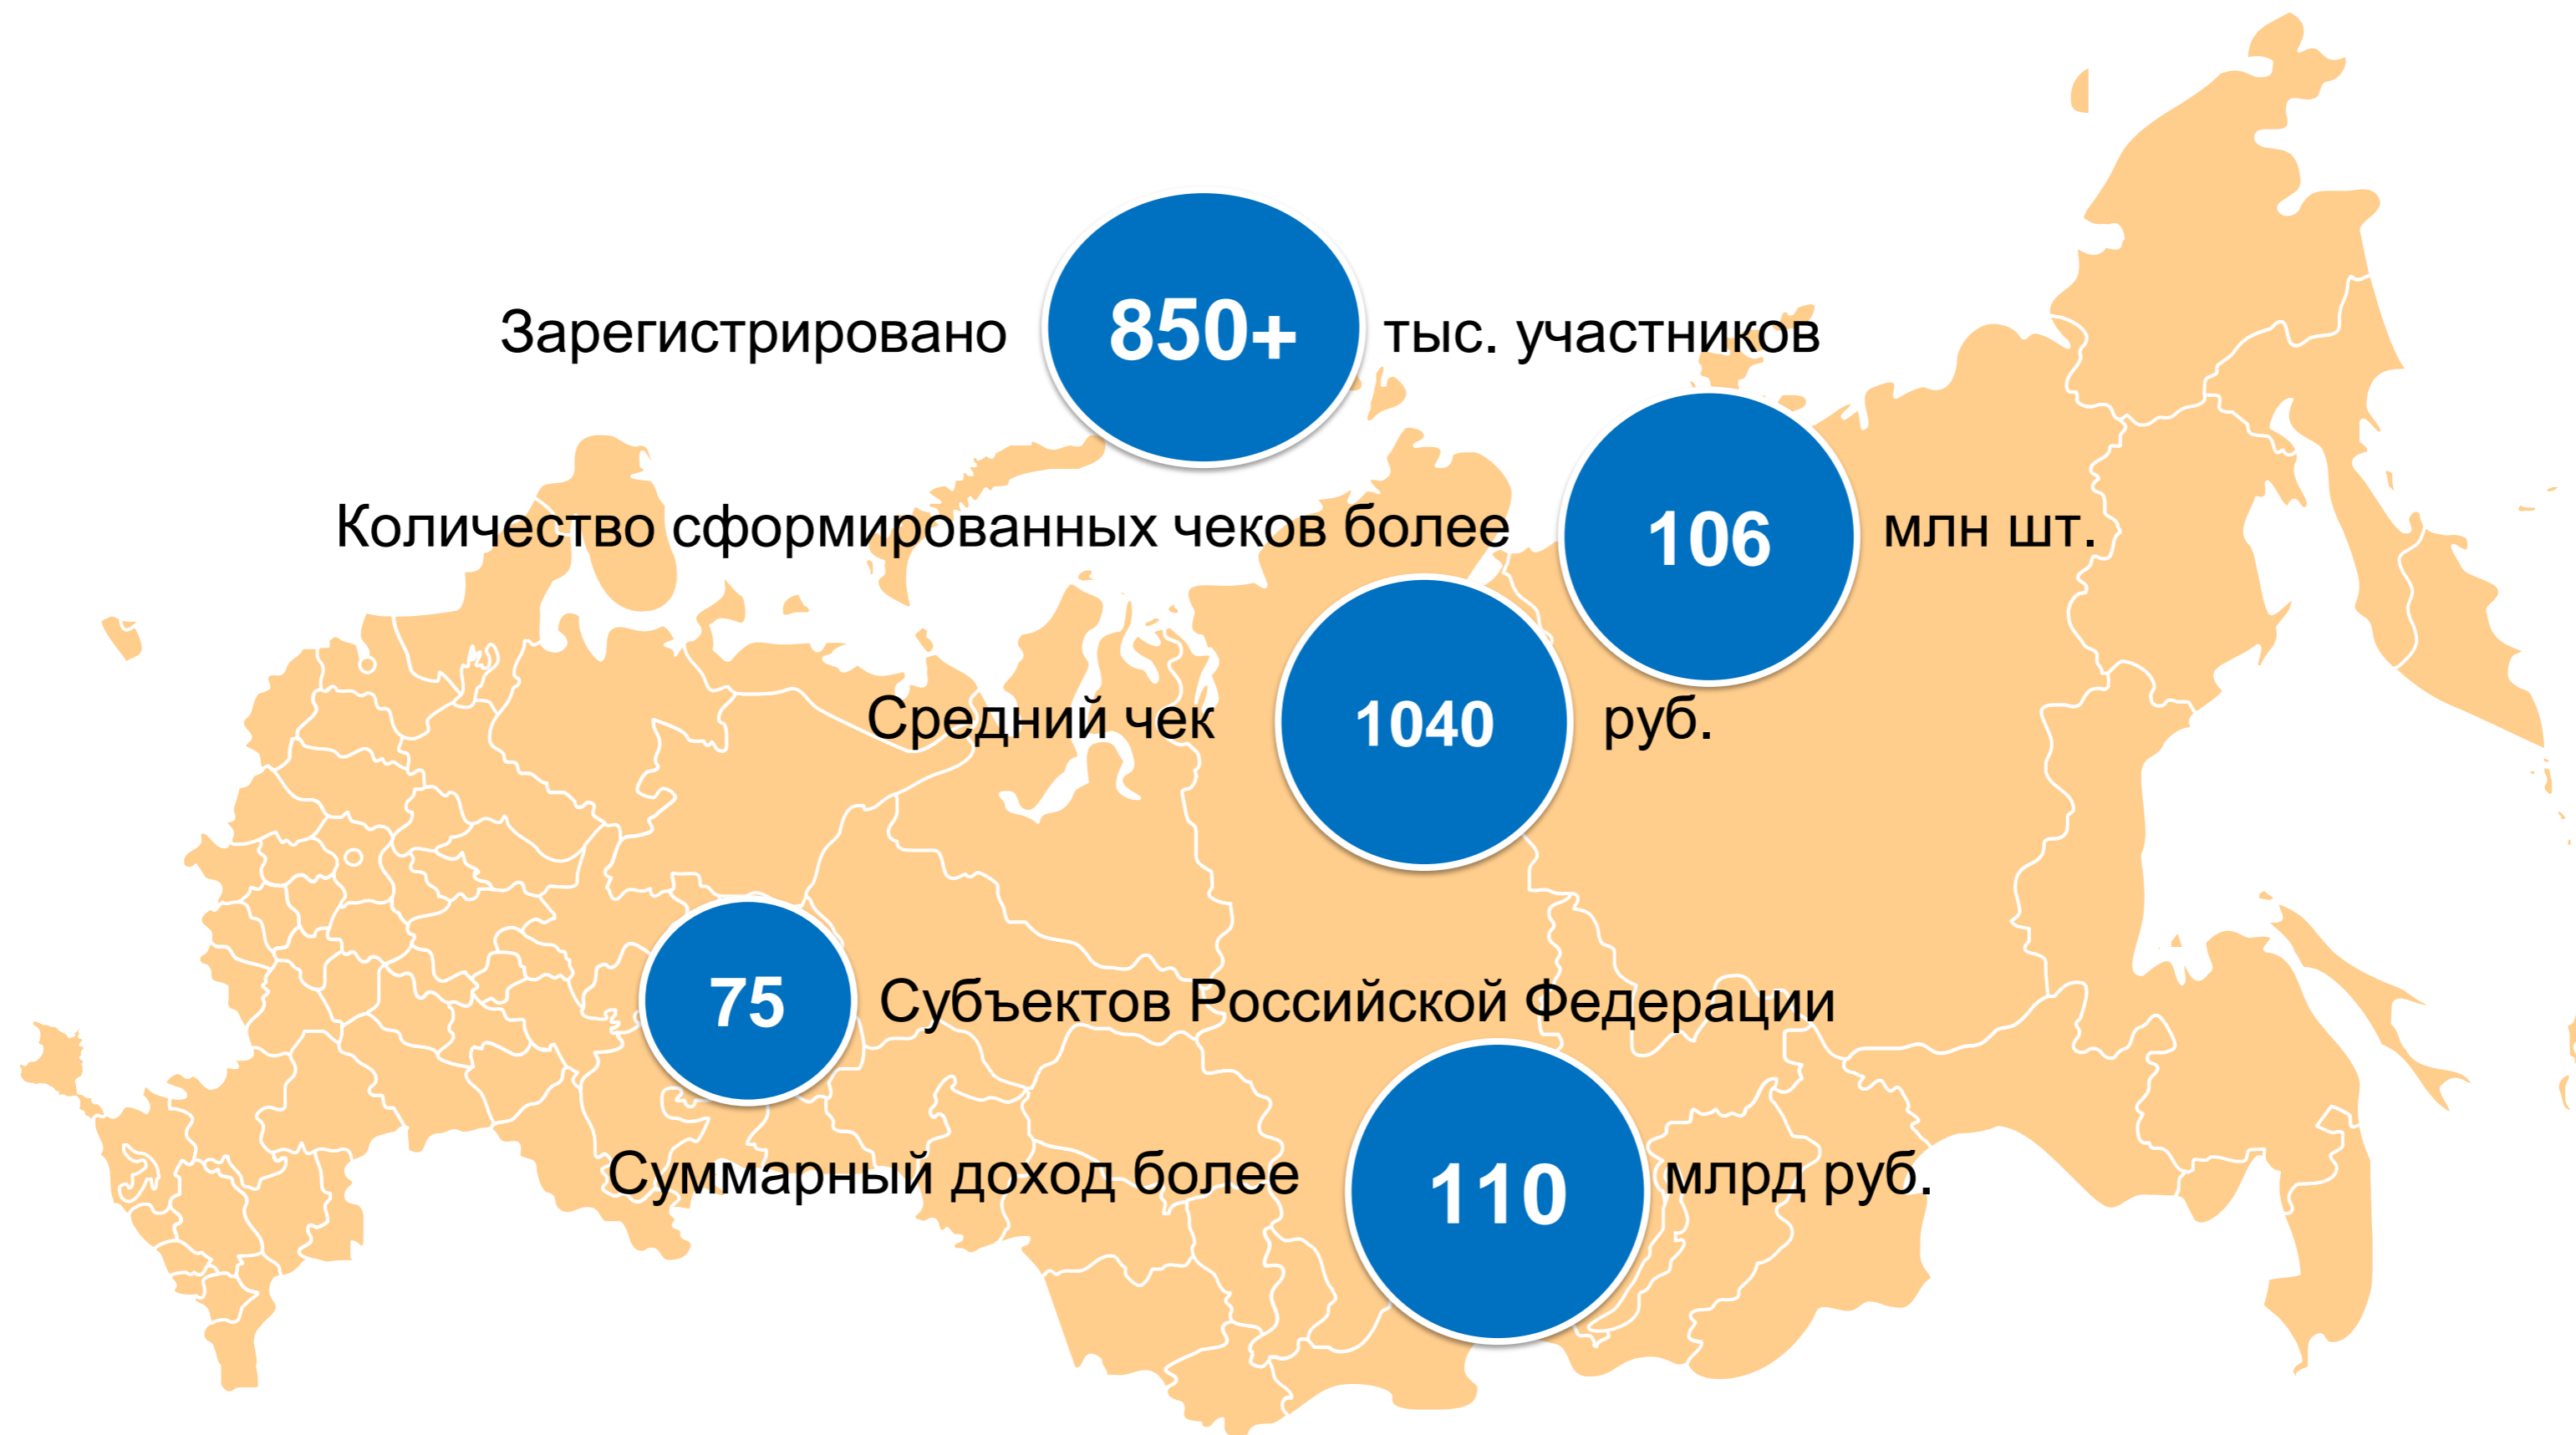 Зарегистрировано 850+ тыс. участников
Количество сформированных чеков более 106 млн шт.
Средний чек 1040 руб.
75 Субъектов Российской Федерации
Суммарный доход более 110 млрд руб.